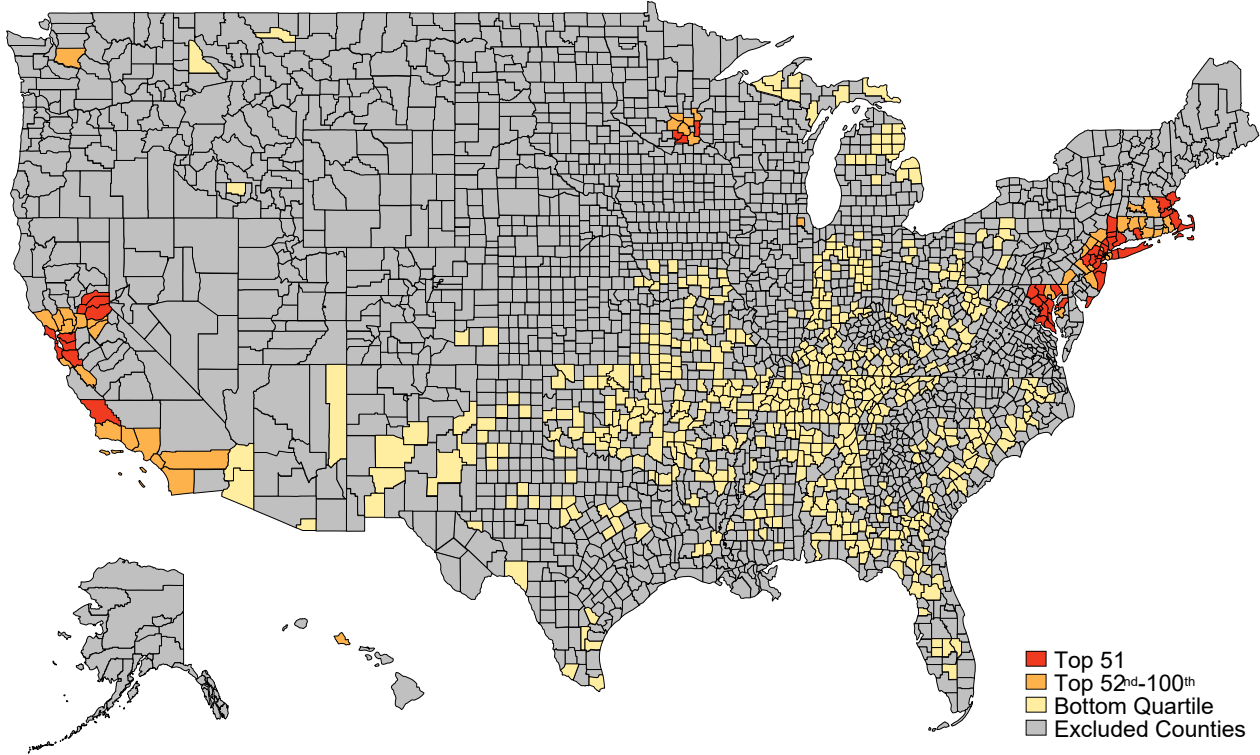 Top 51
Top 52nd-100th
Bottom Quartile
Excluded Counties